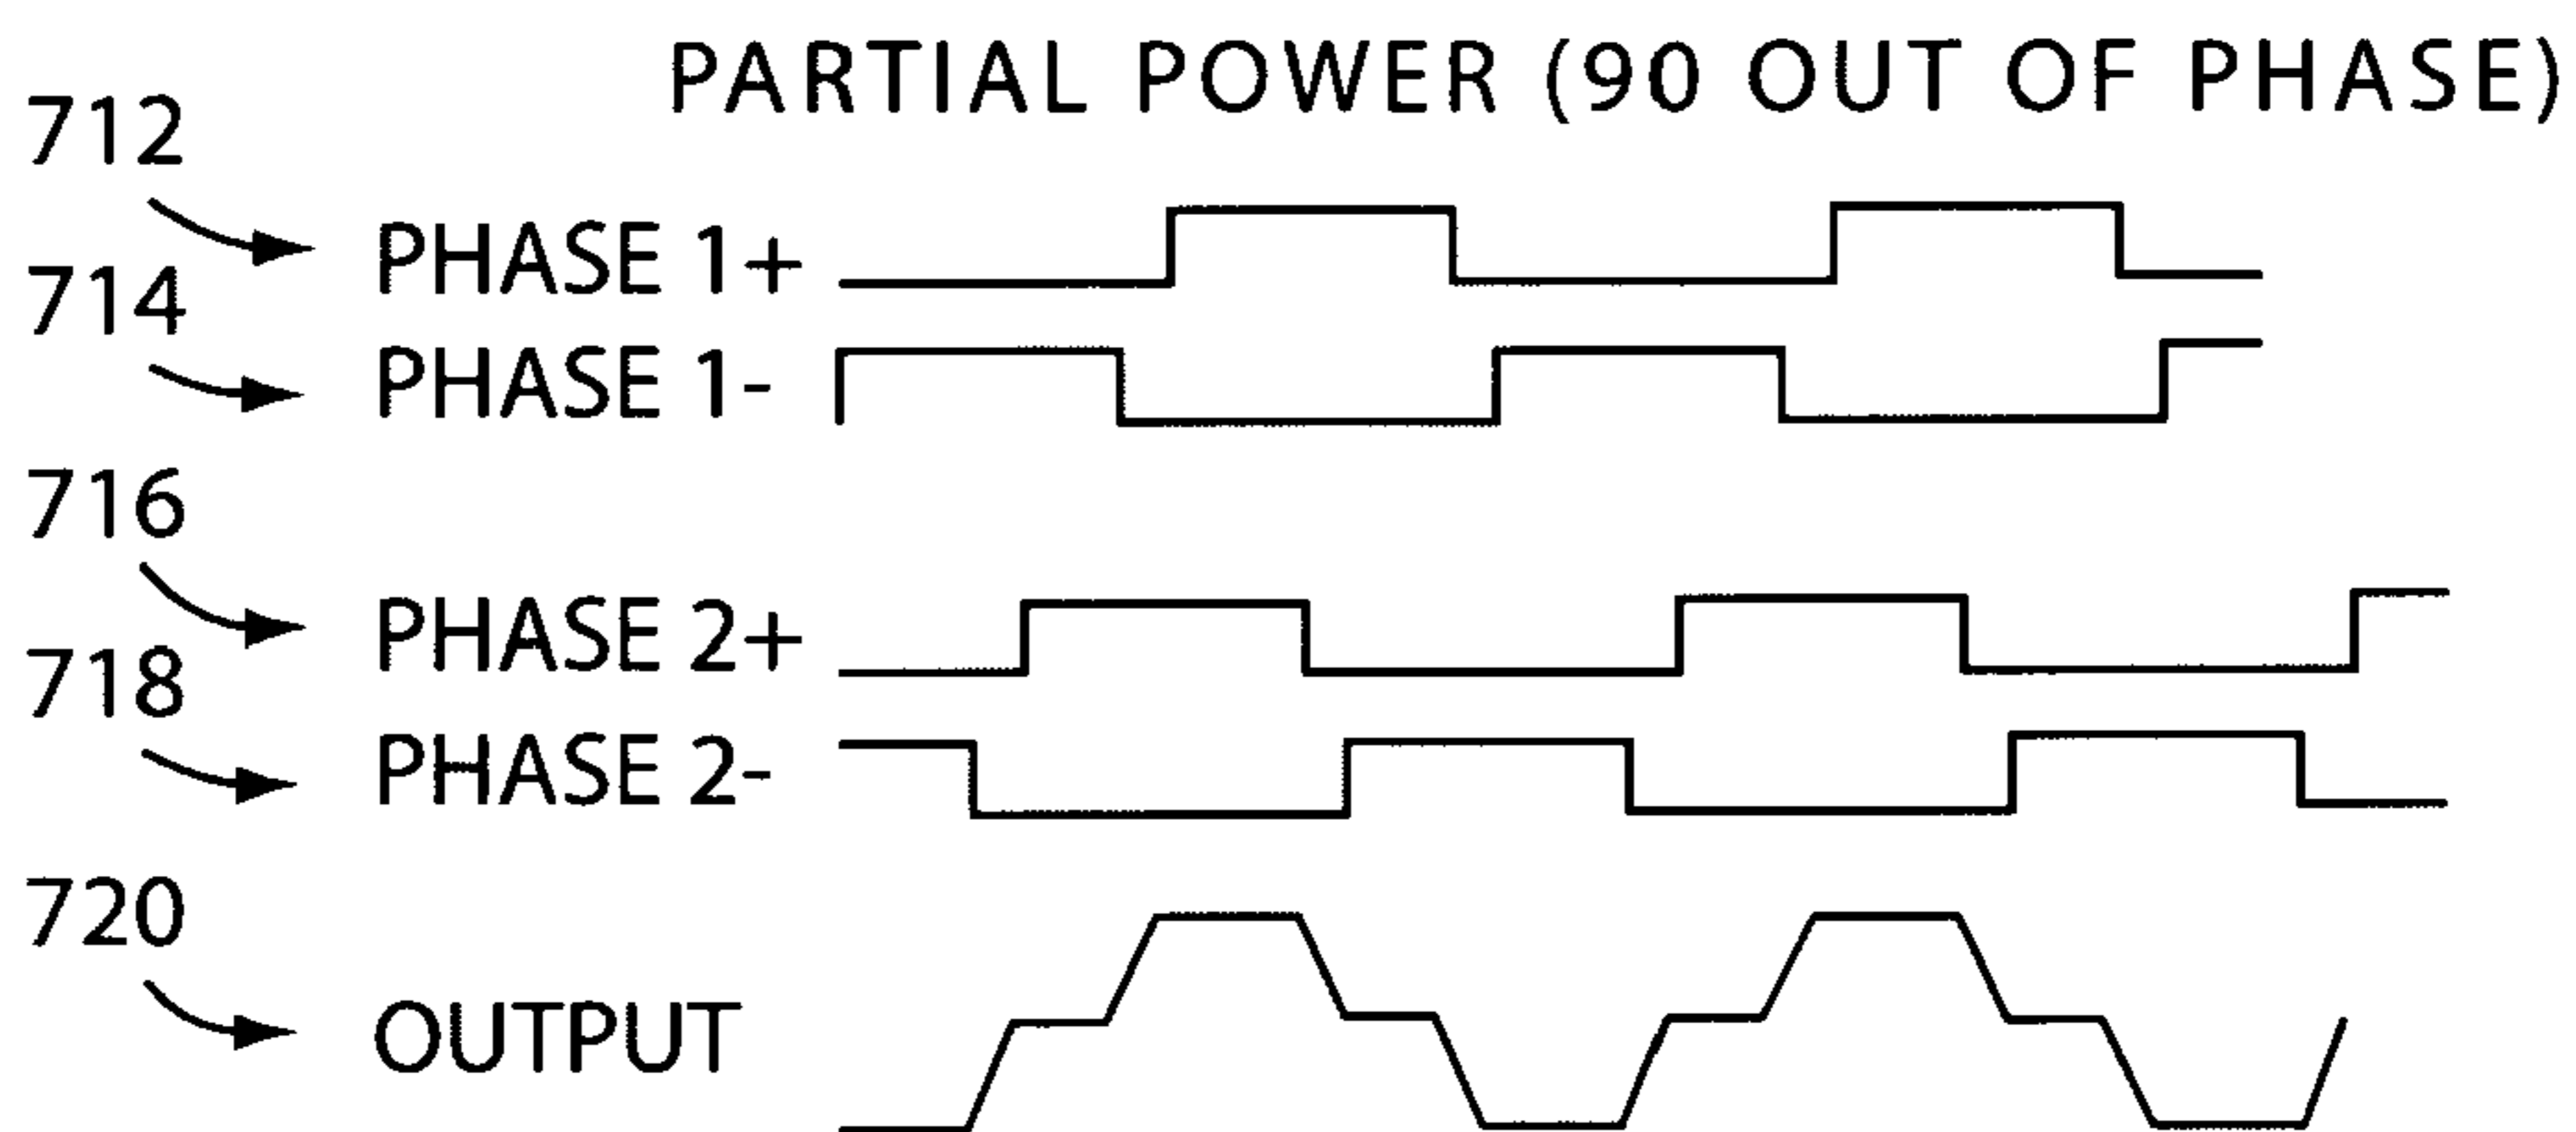 PARTIAL POWER (90 OUT OF PHASE)
712
PHASE 1+
714
PHASE 1-
716
PHASE 2+
718
PHASE 2-
720
OUTPUT